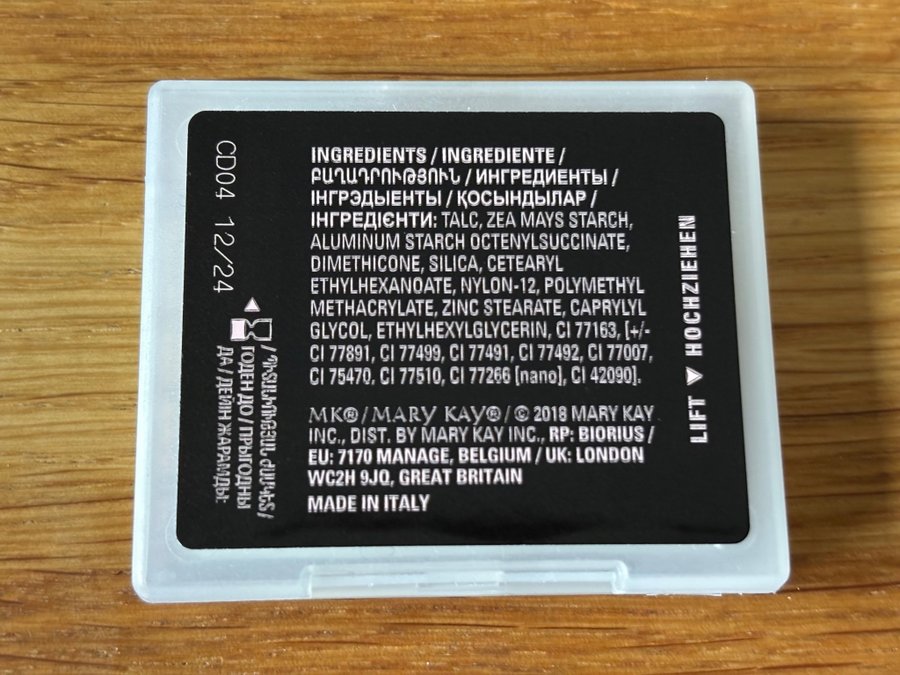 INGREDIENTS / INGREDIENTE /
ԲԱՂԱԴՐՈՒԹՅՈՒՆ / ИНГРЕДИЕНТЫ /
ІНГРЭДЫЕНТЫ / ҚОСЫНДЫЛАР /
ІНГРЕДІЄНТИ: TALC, ZEA MAYS STARCH,
ALUMINUM STARCH OCTENYLSUCCINATE,
DIMETHICONE, SILICA, CETEARYL
ETHYLHEXANOATE, NYLON-12, POLYMETHYL
METHACRYLATE, ZINC STEARATE, CAPRYLYL
GLYCOL, ETHYLHEXYLGLYCERIN, CI 77163, [+/-
CI 77891, CI 77499, CI 77491, CI 77492, CI 77007,
CI 75470, CI 77510, CI 77266 [nano], CI 42090].
MK® / MARY KAY® / © 2018 MARY KAY
INC., DIST. BY MARY KAY INC., RP: BIORIUS /
EU: 7170 MANAGE, BELGIUM / UK: LONDON
WC2H 9JQ, GREAT BRITAIN
MADE IN ITALY
CD04 12/24
/ ՊԻՏԱՆԻՈՒԹՅԱՆ ԺԱՄԿԵՏ /
ГОДЕН ДО / ПРЫГОДНЫ
ДА / ДЕЙІН ЖАРАМДЫ:
LIFT ▼ HOCHZIEHEN